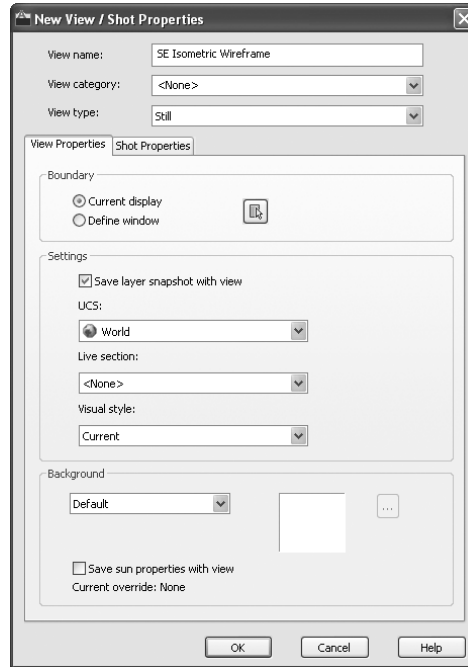 New View / Shot Properties
View name: SE Isometric Wireframe
View category: <None>
View type: Still
View Properties Shot Properties
Boundary
Current display
Define window
Settings
Save layer snapshot with view
UCS:
World
Live section:
<None>
Visual style:
Current
Background
Default
...
Save sun properties with view
Current override: None
OK Cancel Help